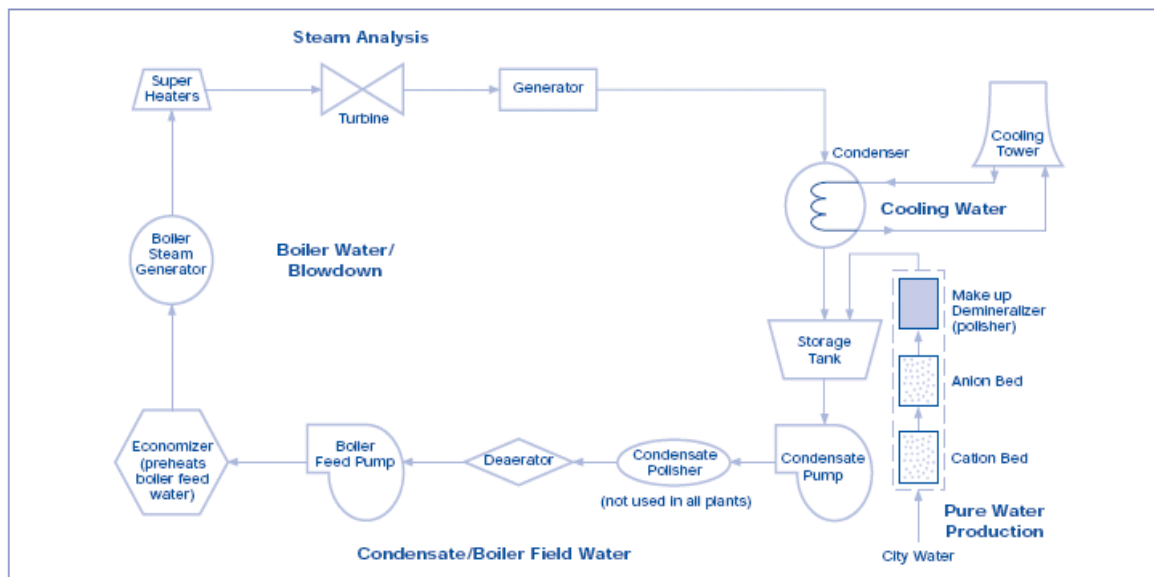 Steam Analysis
Super
Heaters
Turbine
Generator
Condenser
Cooling
Tower
Cooling Water
Boiler
Steam
Generator
Boiler Water/
Blowdown
Make up
Demineralizer
(polisher)
Storage
Tank
Anion Bed
Economizer
(preheats
boiler feed
water)
Boiler
Feed Pump
Deaerator
Condensate
Polisher
(not used in all plants)
Condensate
Pump
Cation Bed
Pure Water
Production
City Water
Condensate/Boiler Field Water